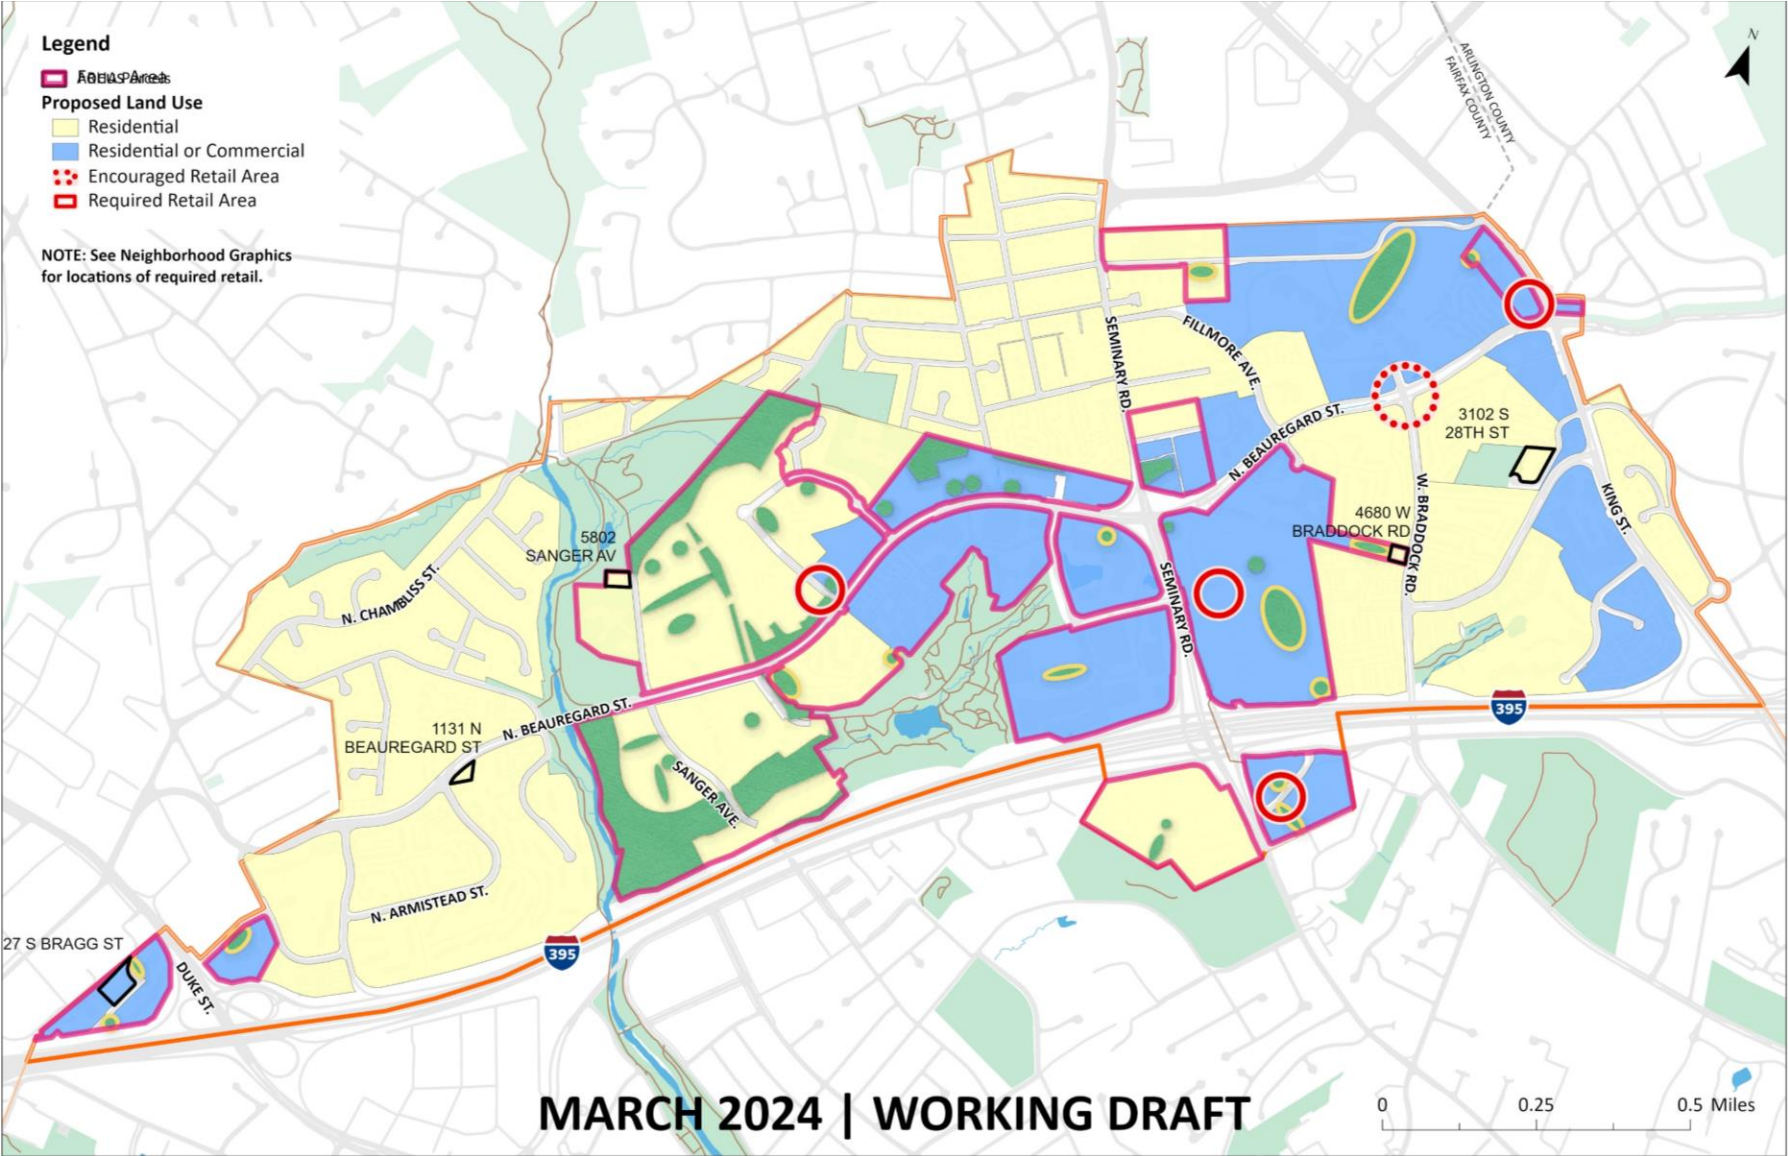 Legend
Focus Area
Proposed Land Use
Residential
Residential or Commercial
Encouraged Retail Area
Required Retail Area
NOTE: See Neighborhood Graphics
for locations of required retail.
N
ARLINGTON COUNTY
FAIRFAX COUNTY
SEMINARY RD.
FILLMORE AVE.
N. BEAUREGARD ST.
3102 S
28TH ST
W. BRADDOCK RD.
KING ST.
4680 W
BRADDOCK RD
5802
SANGER AV
N. CHAMBLISS ST.
SEMINARY RD.
1131 N
BEAUREGARD ST
N. BEAUREGARD ST.
SANGER AVE.
395
N. ARMISTEAD ST.
27 S BRAGG ST
DUKE ST.
395
MARCH 2024 | WORKING DRAFT
0 0.25 0.5 Miles